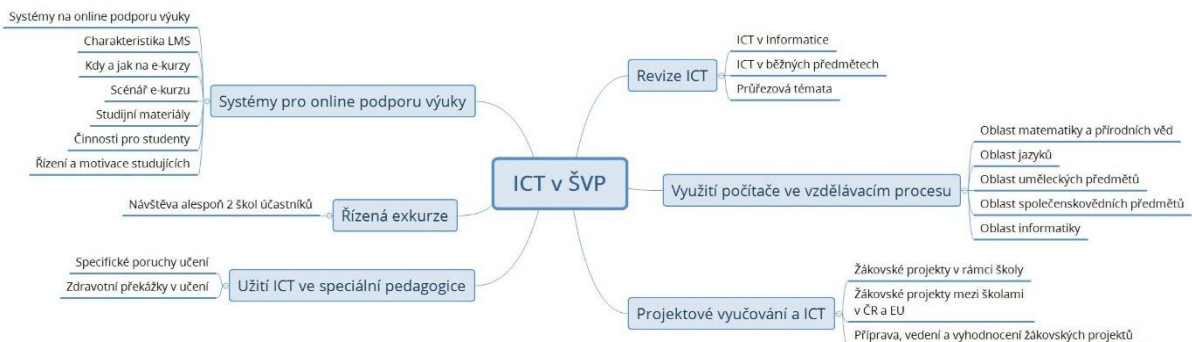 Systémy na online podporu výuky
Charakteristika LMS
Kdy a jak na e-kurzy
Scénář e-kurzu
Studijní materiály
Činnosti pro studenty
Řízení a motivace studujících
Systémy pro online podporu výuky
Návštěva alespoň 2 škol účastníků
Řízená exkurze
Specifické poruchy učení
Zdravotní překážky v učení
Užití ICT ve speciální pedagogice
ICT v ŠVP
Revize ICT
ICT v Informatice
ICT v běžných předmětech
Průřezová témata
Využití počítače ve vzdělávacím procesu
Oblast matematiky a přírodních věd
Oblast jazyků
Oblast uměleckých předmětů
Oblast společenskovědních předmětů
Oblast informatiky
Projektové vyučování a ICT
Žákovské projekty v rámci školy
Žákovské projekty mezi školami
v ČR a EU
Příprava, vedení a vyhodnocení žákovských projektů